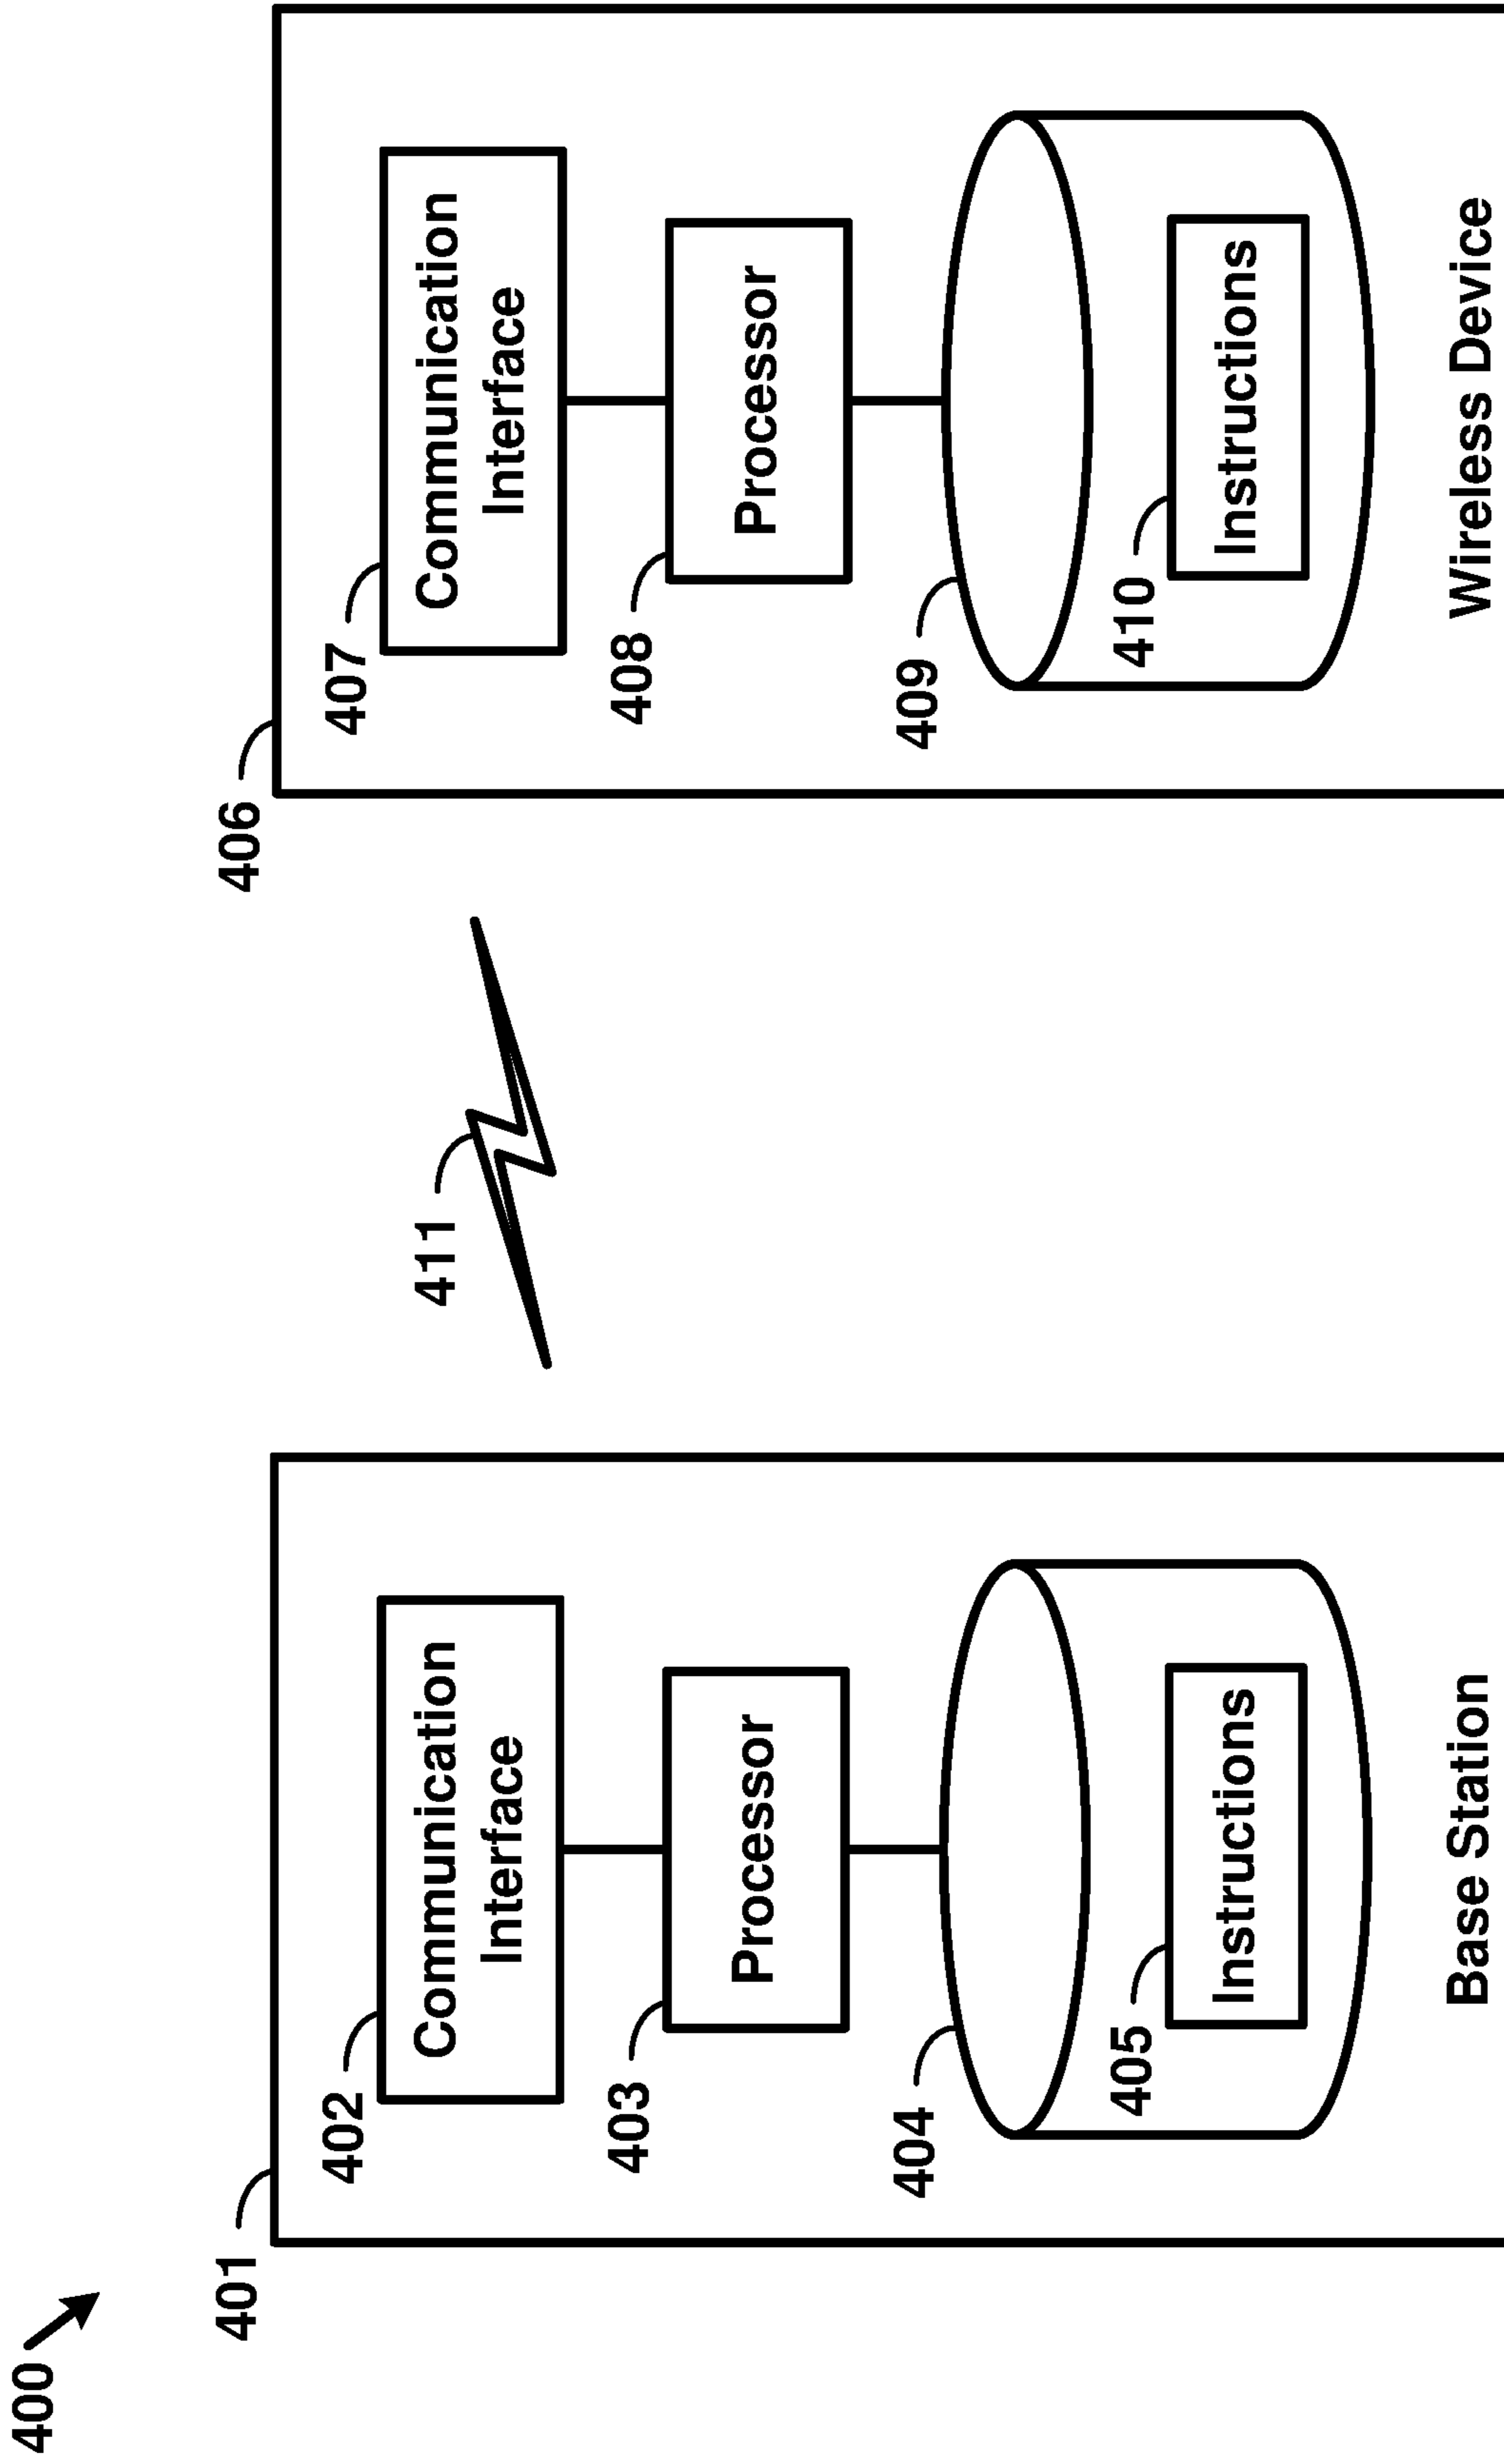 400
401
402
Communication
Interface
403
Processor
404
405
Instructions
Base Station
411
406
407
Communication
Interface
408
Processor
409
410
Instructions
Wireless Device